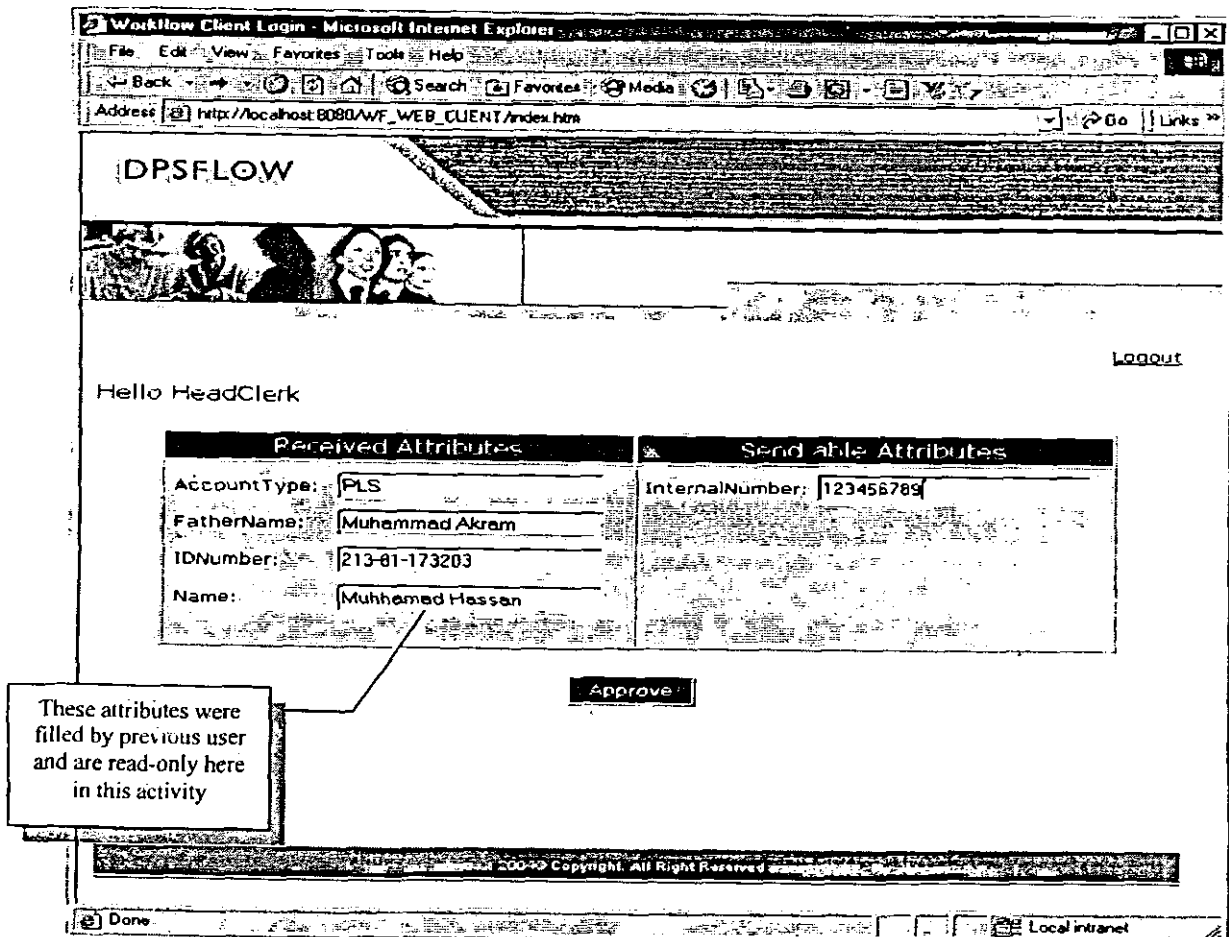 Workflow Client Login - Microsoft Internet Explorer
File Edit View Favorites Tools Help
Back Search Favorites Media
Address http://localhost:8080/WF_WEB_CLIENT/index.htm Go Links »
DPSFLOW
Logout
Hello HeadClerk
Received Attributes Send able Attributes
AccountType: PLS InternalNumber: 123456789
FatherName: Muhammad Akram
IDNumber: 213-81-173203
Name: Muhhamad Hassan
Approve
These attributes were
filled by previous user
and are read-only here
in this activity
Copyright. All Right Reserved
Done Local intranet